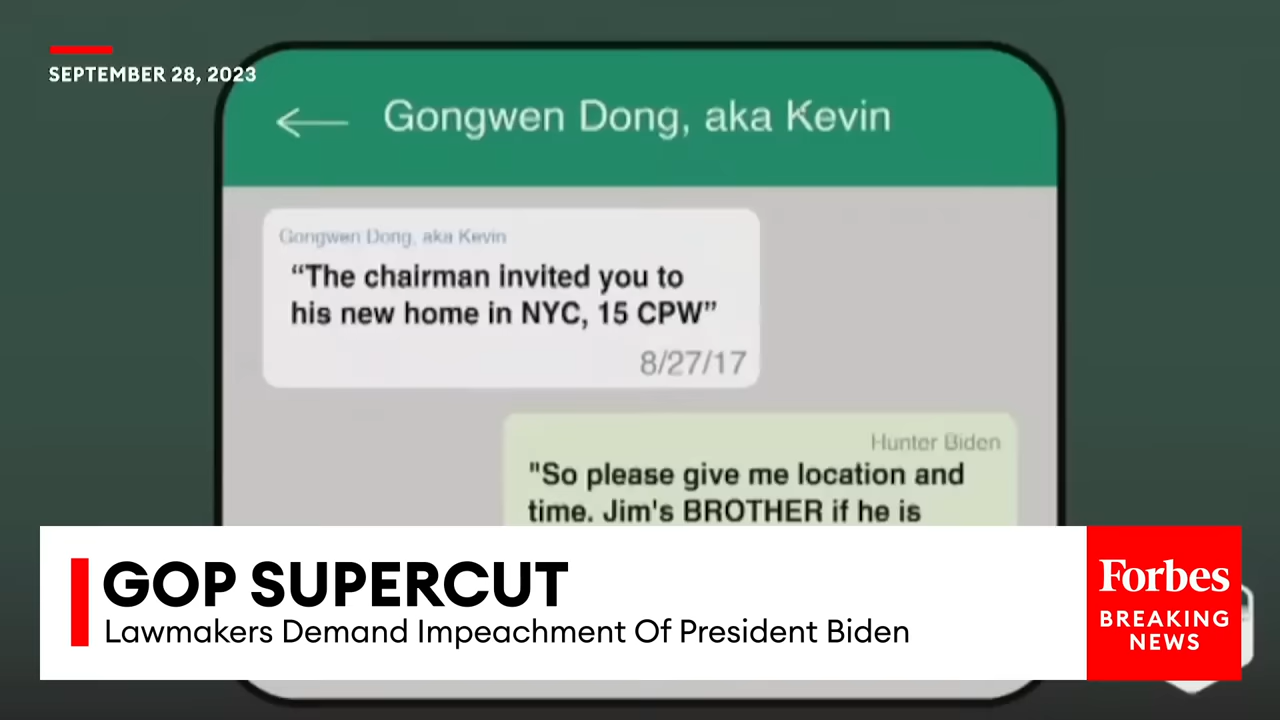 SEPTEMBER 28, 2023
Gongwen Dong, aka Kevin
Gongwen Dong, aka Kevin
“The chairman invited you to
his new home in NYC, 15 CPW”
8/27/17
Hunter Biden
"So please give me location and
time. Jim's BROTHER if he is
GOP SUPERCUT
Lawmakers Demand Impeachment Of President Biden
Forbes
BREAKING
NEWS